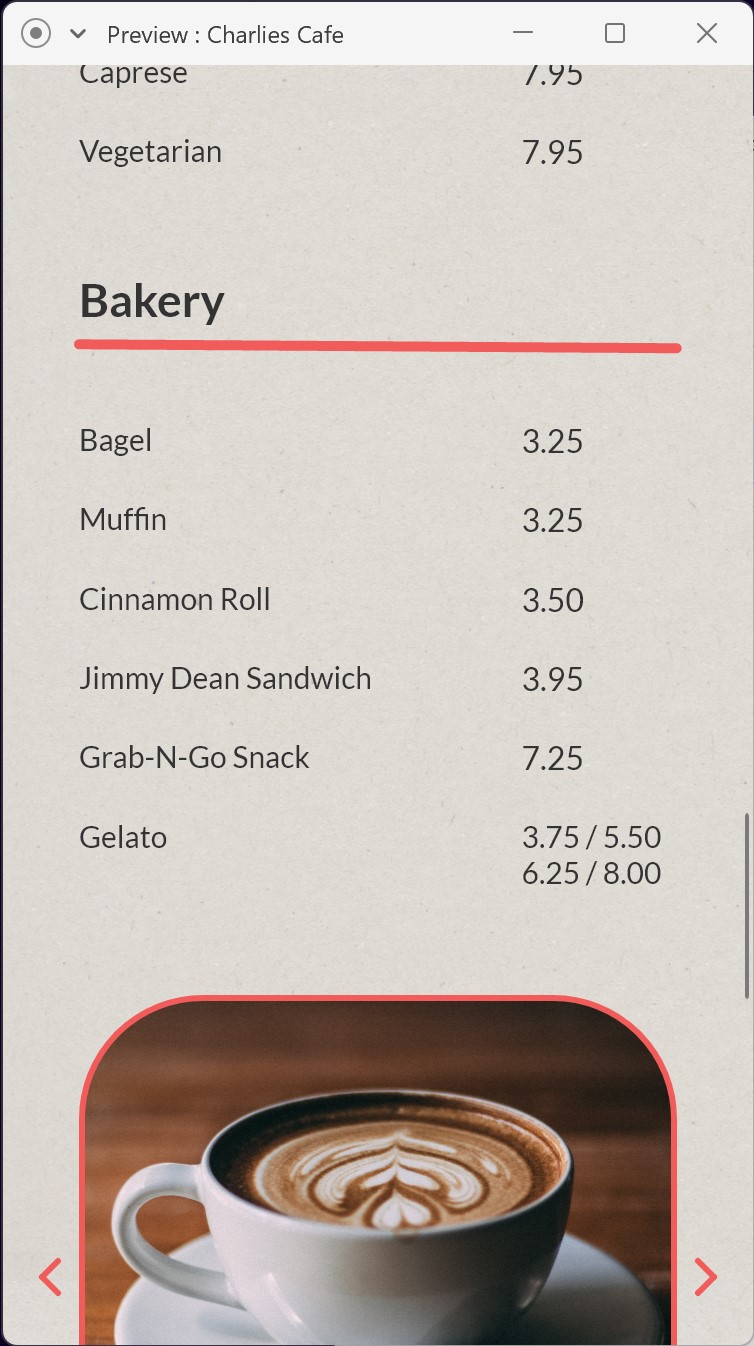 Preview : Charlies Cafe
Caprese 7.95
Vegetarian 7.95
Bakery
Bagel 3.25
Muffin 3.25
Cinnamon Roll 3.50
Jimmy Dean Sandwich 3.95
Grab-N-Go Snack 7.25
Gelato 3.75 / 5.50
6.25 / 8.00